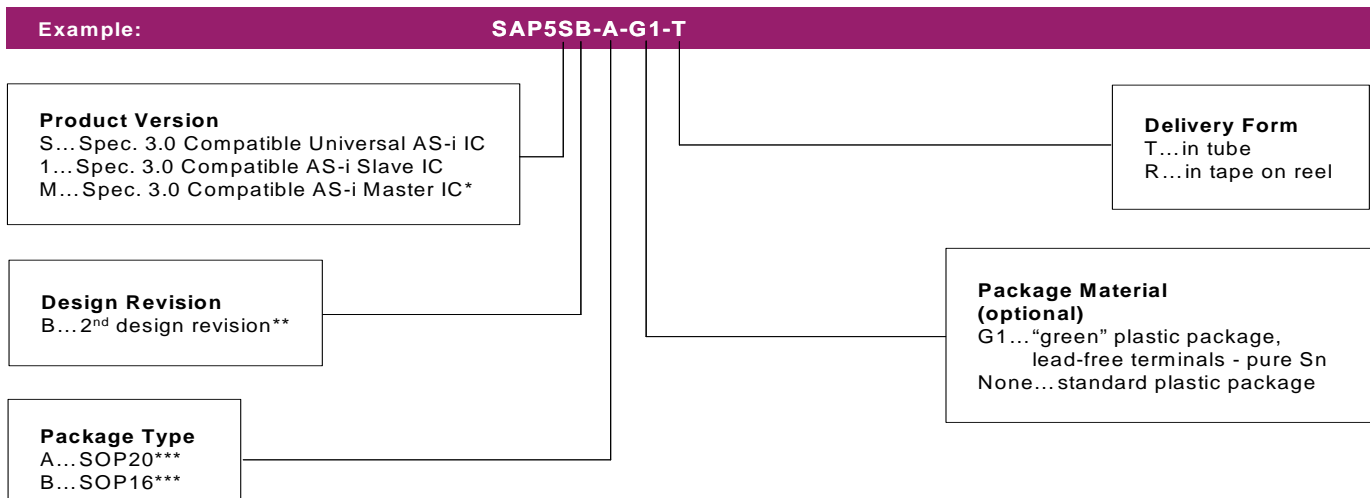 Example: SAP5SB-A-G1-T
Product Version
S...Spec. 3.0 Compatible Universal AS-i IC
1...Spec. 3.0 Compatible AS-i Slave IC
M...Spec. 3.0 Compatible AS-i Master IC*
Delivery Form
T...in tube
R...in tape on reel
Design Revision
B...2nd design revision**
Package Material
(optional)
G1...“green” plastic package,
lead-free terminals - pure Sn
None...standard plastic package
Package Type
A...SOP20***
B...SOP16***